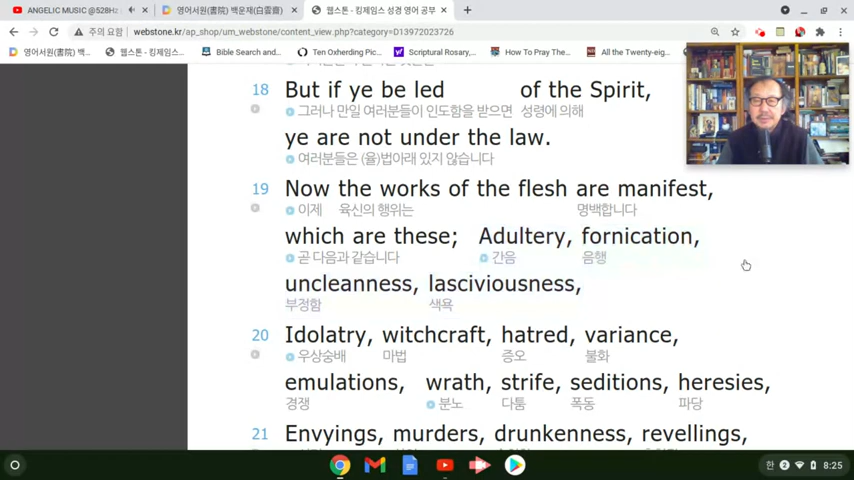 ANGELIC MUSIC @528Hz
영어서원(書院) 백운재(白雲齋)
웹스톤 - 킹제임스 성경 영어 공부
주의 요함
webstone.kr/ap_shop/um_webstone/content_view.php?category=D13972023726
영어서원(書院) 백...
웹스톤 - 킹제임스...
Bible Search and...
Ten Oxherding Pic...
Scriptural Rosary,...
How To Pray The...
All the Twenty-eig...
18 But if ye be led of the Spirit,
그러나 만일 여러분들이 인도함을 받으면 성령에 의해
ye are not under the law.
여러분들은 (율)법아래 있지 않습니다
19 Now the works of the flesh are manifest,
이제 육신의 행위는 명백합니다
which are these; Adultery, fornication,
곧 다음과 같습니다 간음 음행
uncleanness, lasciviousness,
부정함 색욕
20 Idolatry, witchcraft, hatred, variance,
우상숭배 마법 증오 불화
emulations, wrath, strife, seditions, heresies,
경쟁 분노 다툼 폭동 파당
21 Envyings, murders, drunkenness, revellings,
한 2 8:25